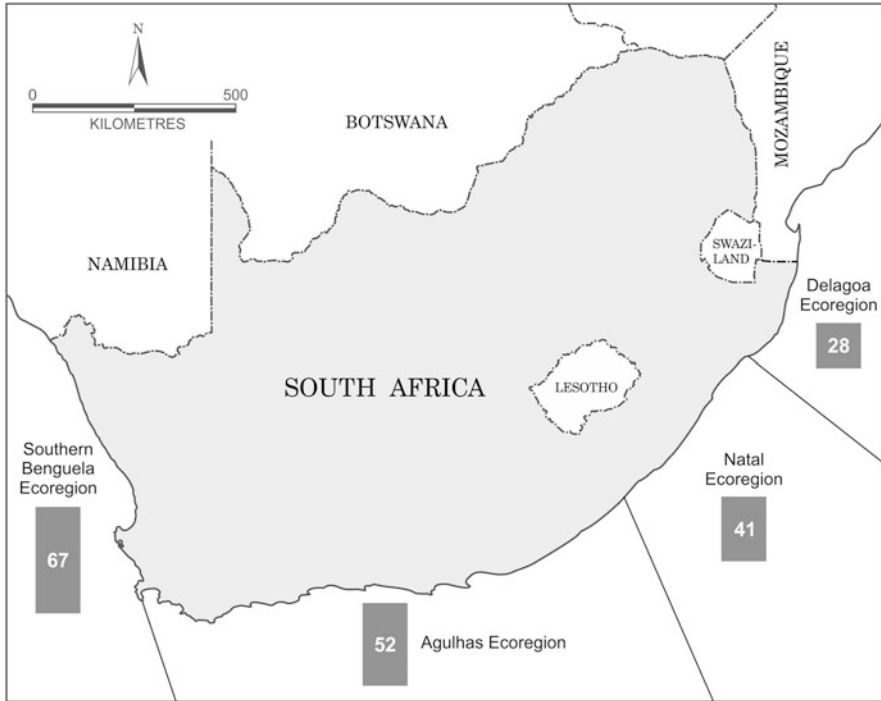 N
0 500
KILOMETRES
BOTSWANA
MOZAMBIQUE
NAMIBIA
SWAZI-
LAND
Delagoa
Ecoregion
28
SOUTH AFRICA
LESOTHO
Southern
Benguela
Ecoregion
67
Natal
Ecoregion
41
52
Agulhas Ecoregion